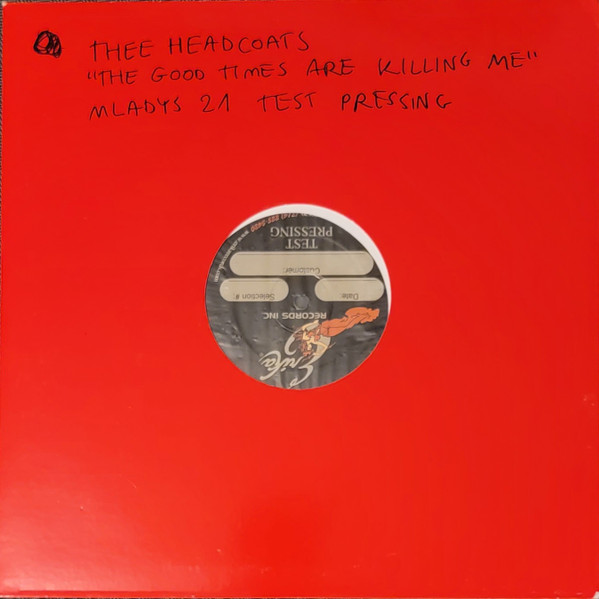 THEE HEADCOATS
"THE GOOD TIMES ARE KILLING ME"
MLADYS 21 TEST PRESSING
TEST
PRESSING
Customer
Date
Selection #
RECORDS INC
Erika